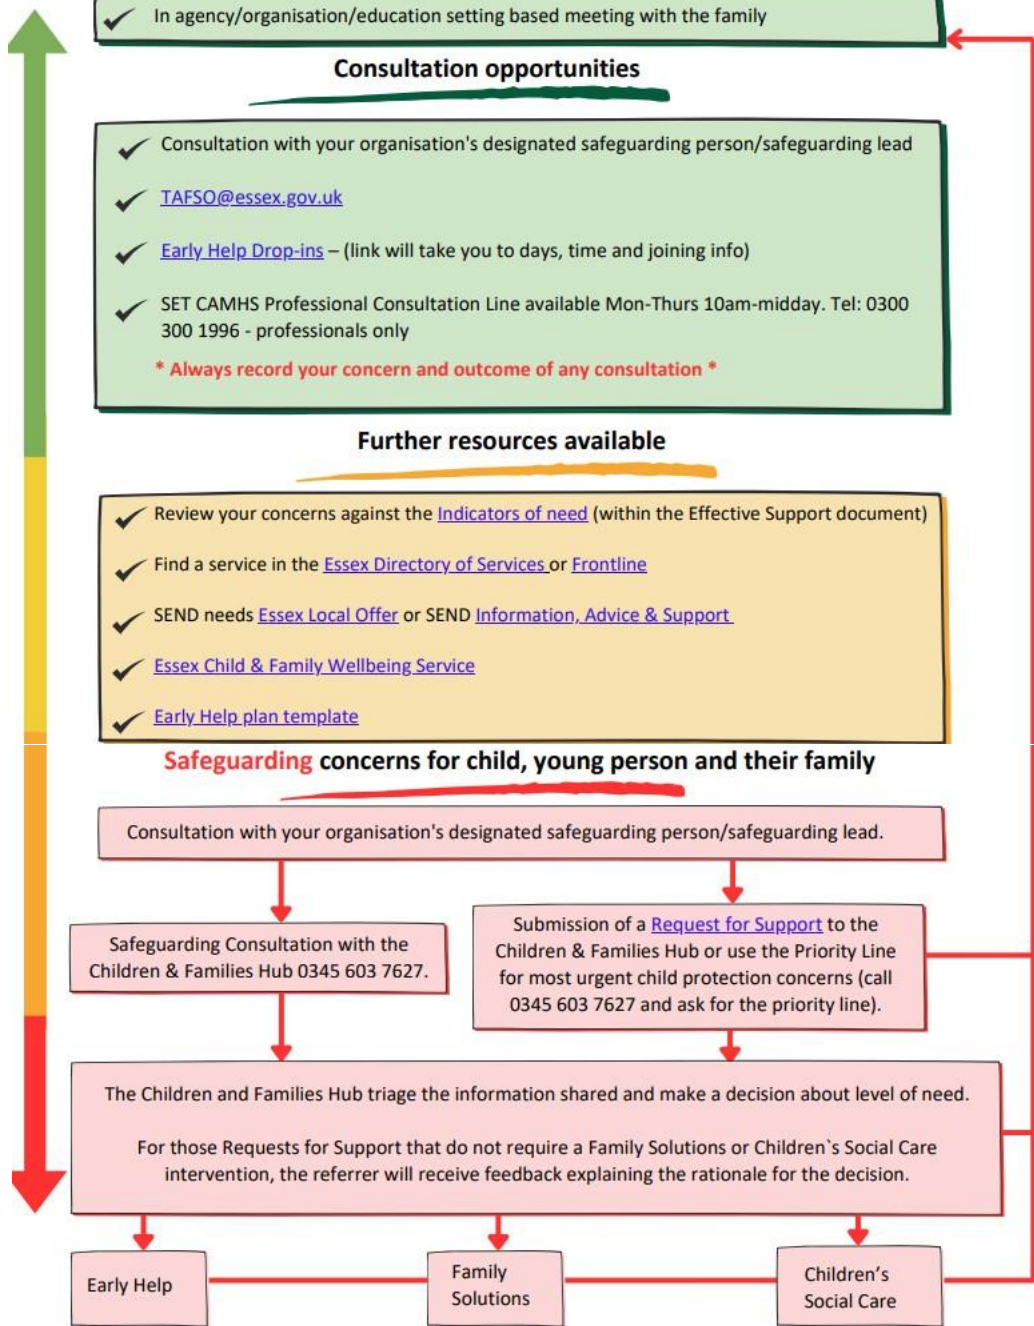 In agency/organisation/education setting based meeting with the family
Consultation opportunities
Consultation with your organisation's designated safeguarding person/safeguarding lead
TAFSO@essex.gov.uk
Early Help Drop-ins – (link will take you to days, time and joining info)
SET CAMHS Professional Consultation Line available Mon-Thurs 10am-midday. Tel: 0300
300 1996 - professionals only
* Always record your concern and outcome of any consultation *
Further resources available
Review your concerns against the Indicators of need (within the Effective Support document)
Find a service in the Essex Directory of Services or Frontline
SEND needs Essex Local Offer or SEND Information, Advice & Support
Essex Child & Family Wellbeing Service
Early Help plan template
Safeguarding concerns for child, young person and their family
Consultation with your organisation's designated safeguarding person/safeguarding lead.
Safeguarding Consultation with the
Children & Families Hub 0345 603 7627.
Submission of a Request for Support to the
Children & Families Hub or use the Priority Line
for most urgent child protection concerns (call
0345 603 7627 and ask for the priority line).
The Children and Families Hub triage the information shared and make a decision about level of need.
For those Requests for Support that do not require a Family Solutions or Children`s Social Care
intervention, the referrer will receive feedback explaining the rationale for the decision.
Early Help
Family
Solutions
Children’s
Social Care